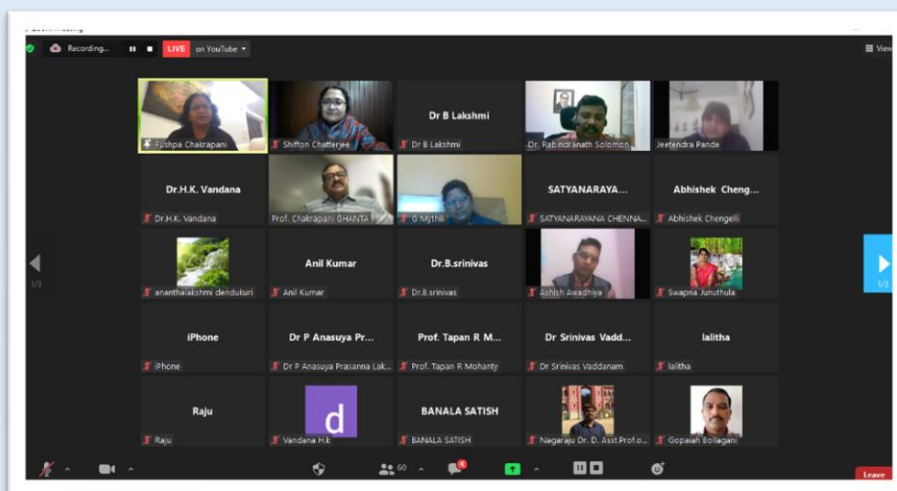 Recording...
LIVE on YouTube
View
Pushpa Chakrapani
Shiffon Chatterjee
Dr B Lakshmi
Dr B Lakshmi
Dr. Rabindranath Solomon
Jeetendra Pande
Dr.H.K. Vandana
Dr.H.K. Vandana
Prof. Chakrapani GHANTA
G Mythili
SATYANARAYA...
SATYANARAYANA CHENNA...
Abhishek Cheng...
Abhishek Chengelli
ananthalakshmi dendukuri
Anil Kumar
Anil Kumar
Dr.B.srinivas
Dr.B.srinivas
Ashish Awadhiya
Swapna Junuthula
1/3
1/3
iPhone
iPhone
Dr P Anasuya Pr...
Dr P Anasuya Prasanna Lak...
Prof. Tapan R M...
Prof. Tapan R Mohanty
Dr Srinivas Vadd...
Dr Srinivas Vaddanam
lalitha
lalitha
Raju
Raju
d
Vandana H.k
BANALA SATISH
BANALA SATISH
Nagaraju Dr. D. Asst.Prof.o...
Gopaiah Bollagani
60
4
Leave